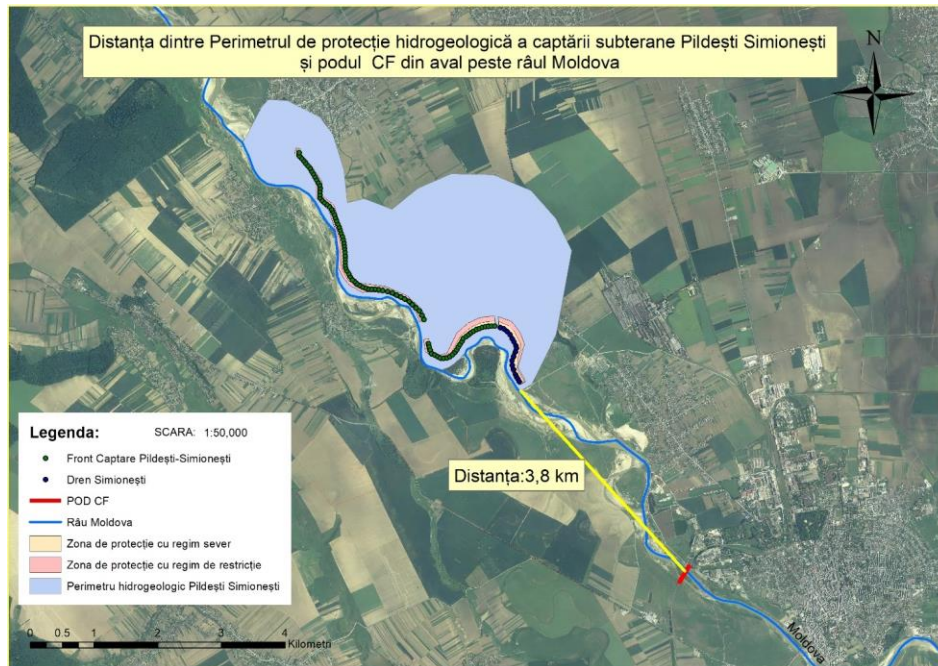 Distanța dintre Perimetrul de protecție hidrogeologică a captării subterane Pildești Simionești
și podul CF din aval peste râul Moldova
N
Distanța:3,8 km
Legenda:
SCARA: 1:50,000
Front Captare Pildești-Simionești
Dren Simionești
POD CF
Râu Moldova
Zona de protecție cu regim sever
Zona de protecție cu regim de restricție
Perimetru hidrogeologic Pildești Simionești
0 0 5 1 2 3 4
Kilometri
Moldova